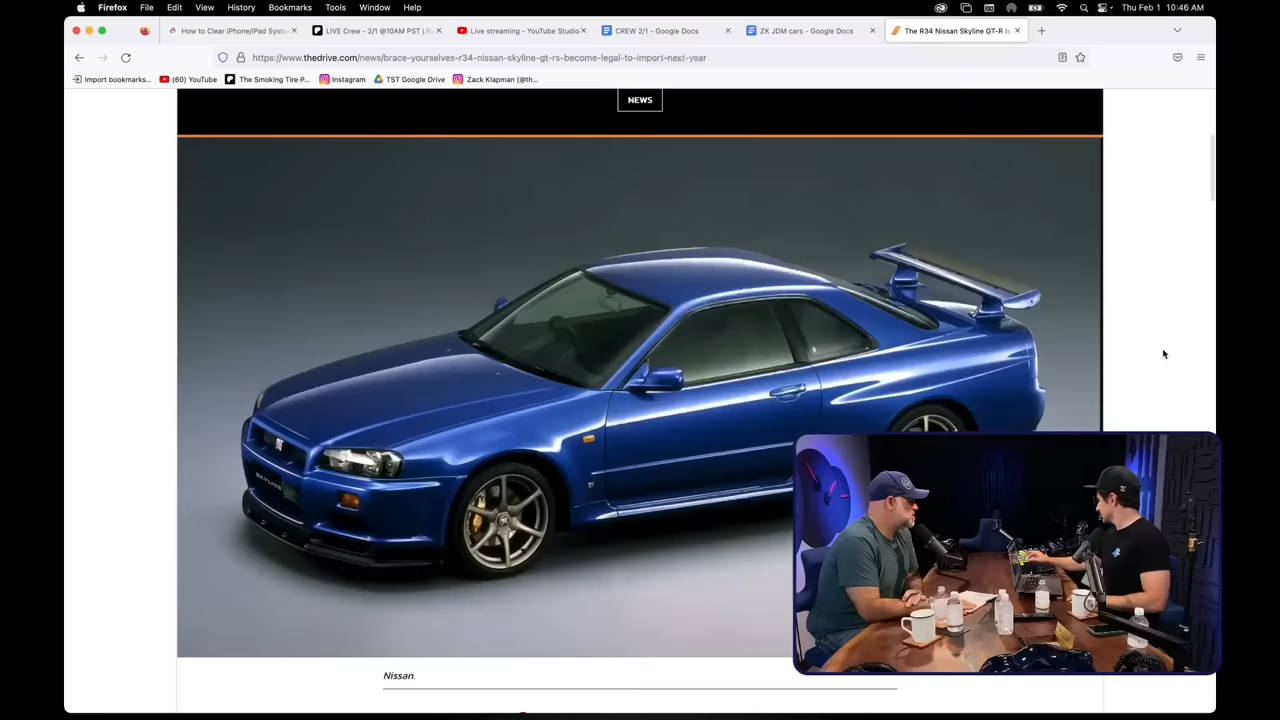 Firefox File Edit View History Bookmarks Tools Window Help Thu Feb 1 10:46 AM
How to Clear iPhone/iPad Syste
LIVE Crew - 2/1 @10AM PST | Pa
Live streaming - YouTube Studio
CREW 2/1 - Google Docs
ZK JDM cars - Google Docs
The R34 Nissan Skyline GT-R Is
https://www.thedrive.com/news/brace-yourselves-r34-nissan-skyline-gt-rs-become-legal-to-import-next-year
Import bookmarks... (60) YouTube The Smoking Tire P... Instagram TST Google Drive Zack Klapman (@th...
NEWS
SKYLINE
Nissan.